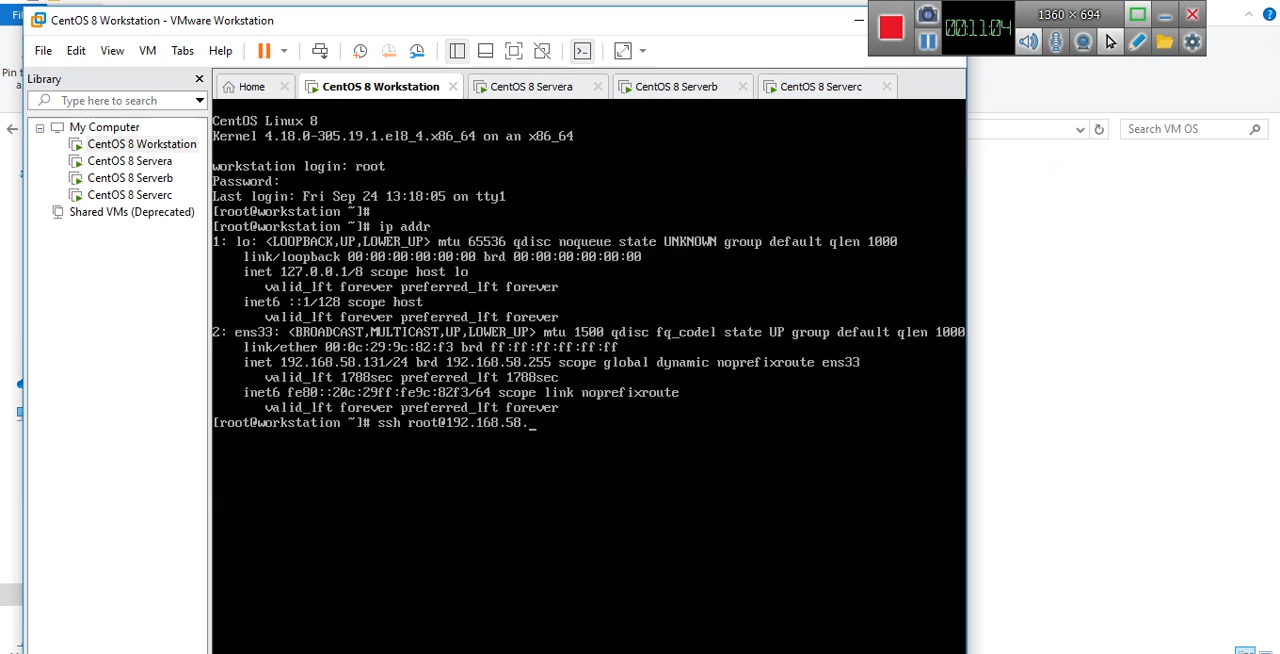 CentOS 8 Workstation - VMware Workstation
00:11:04
1360 × 694
File Edit View VM Tabs Help
Library
Type here to search
Home
CentOS 8 Workstation
CentOS 8 Servera
CentOS 8 Serverb
CentOS 8 Serverc
My Computer
CentOS 8 Workstation
CentOS 8 Servera
CentOS 8 Serverb
CentOS 8 Serverc
Shared VMs (Deprecated)
Search VM OS
CentOS Linux 8
Kernel 4.18.0-305.19.1.el8_4.x86_64 on an x86_64
workstation login: root
Password:
Last login: Fri Sep 24 13:18:05 on tty1
[root@workstation ~]#
[root@workstation ~]# ip addr
1: lo: <LOOPBACK,UP,LOWER_UP> mtu 65536 qdisc noqueue state UNKNOWN group default qlen 1000
link/loopback 00:00:00:00:00:00 brd 00:00:00:00:00:00
inet 127.0.0.1/8 scope host lo
valid_lft forever preferred_lft forever
inet6 ::1/128 scope host
valid_lft forever preferred_lft forever
2: ens33: <BROADCAST,MULTICAST,UP,LOWER_UP> mtu 1500 qdisc fq_codel state UP group default qlen 1000
link/ether 00:0c:29:9c:82:f3 brd ff:ff:ff:ff:ff:ff
inet 192.168.58.131/24 brd 192.168.58.255 scope global dynamic noprefixroute ens33
valid_lft 1788sec preferred_lft 1788sec
inet6 fe80::20c:29ff:fe9c:82f3/64 scope link noprefixroute
valid_lft forever preferred_lft forever
[root@workstation ~]# ssh root@192.168.58._